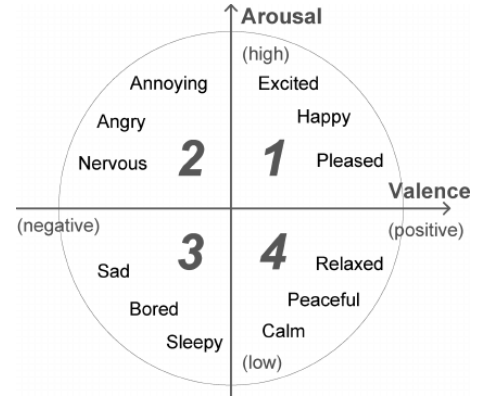 Arousal
(high)
Annoying
Excited
Angry
Happy
Nervous
2
1
Pleased
Valence
(negative)
(positive)
3
4
Sad
Relaxed
Bored
Peaceful
Sleepy
Calm
(low)